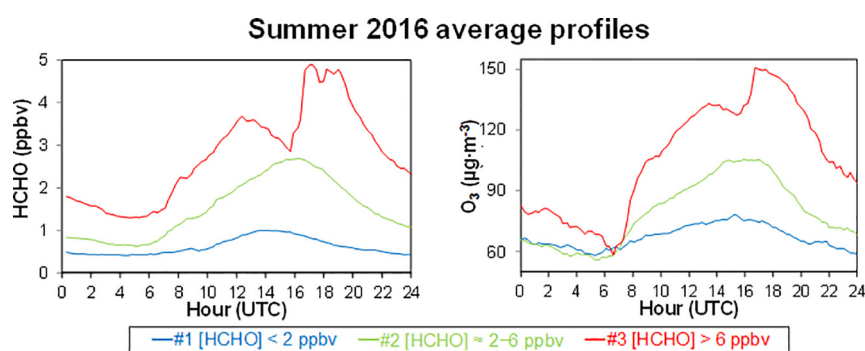 Summer 2016 average profiles
HCHO (ppbv)
5
4
3
2
1
0
0 2 4 6 8 10 12 14 16 18 20 22 24
Hour (UTC)
O₃ (µg·m⁻³)
150
120
90
60
0 2 4 6 8 10 12 14 16 18 20 22 24
Hour (UTC)
#1 [HCHO] < 2 ppbv #2 [HCHO] ≈ 2–6 ppbv #3 [HCHO] > 6 ppbv